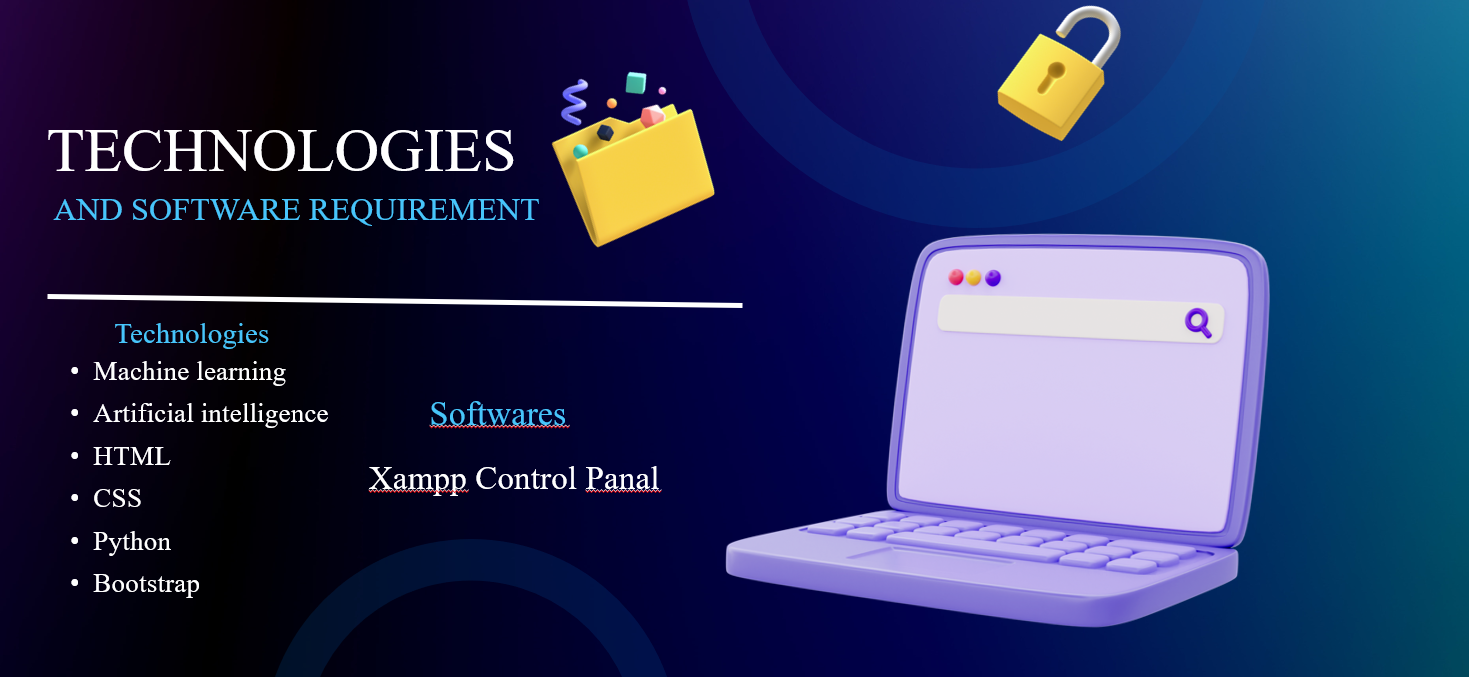 TECHNOLOGIES
AND SOFTWARE REQUIREMENT
Technologies
• Machine learning
• Artificial intelligence
• HTML
• CSS
• Python
• Bootstrap
Softwares
Xampp Control Panal